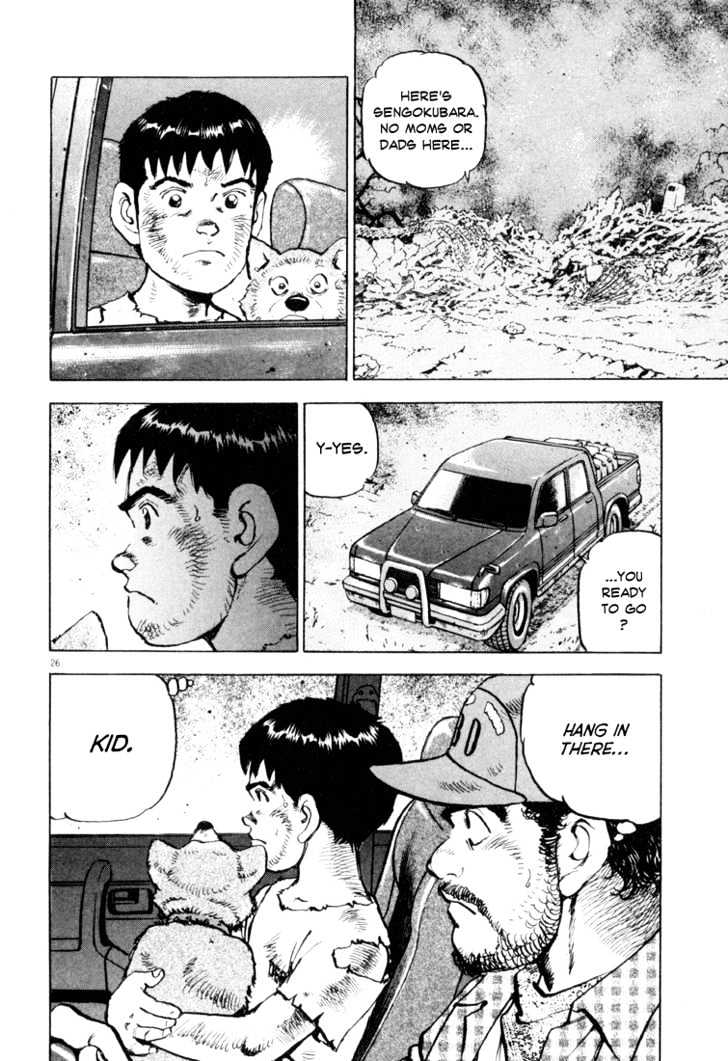 HERE'S
SENGOKUBARA.
NO MOMS OR
DADS HERE...
...YOU
READY
TO GO
?
Y-YES.
26
HANG IN
THERE...
KID.